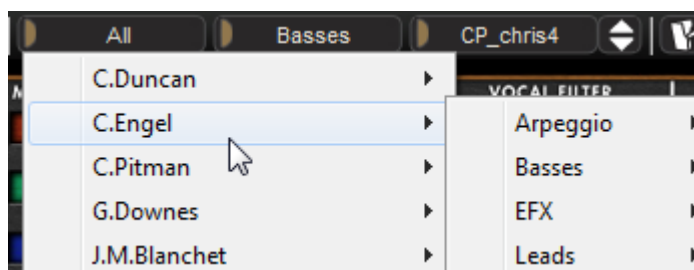 All Basses CP_chris4
C.Duncan
VOCAL FILTER
C.Engel
Arpeggio
C.Pitman
Basses
G.Downes
EFX
J.M.Blanchet
Leads